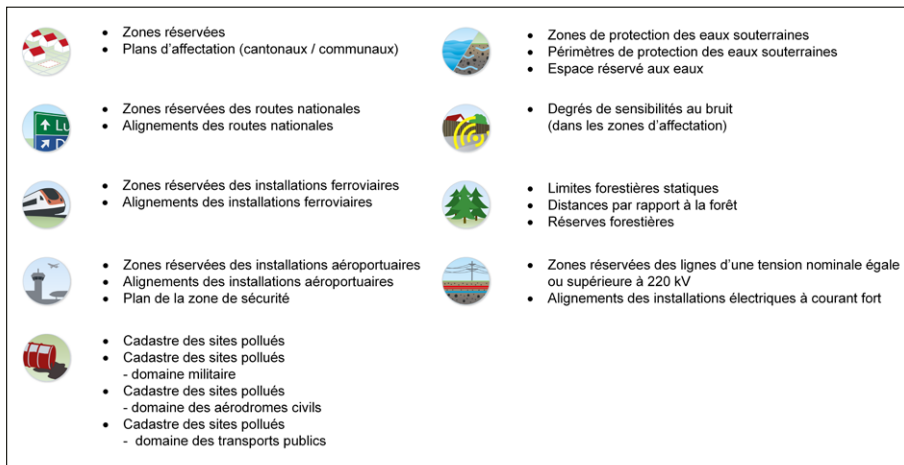 • Zones réservées
• Plans d'affectation (cantonaux / communaux)
↑ Lu
↗ D
• Zones réservées des routes nationales
• Alignements des routes nationales
• Zones réservées des installations ferroviaires
• Alignements des installations ferroviaires
• Zones réservées des installations aéroportuaires
• Alignements des installations aéroportuaires
• Plan de la zone de sécurité
• Cadastre des sites pollués
• Cadastre des sites pollués
- domaine militaire
• Cadastre des sites pollués
- domaine des aérodromes civils
• Cadastre des sites pollués
- domaine des transports publics
• Zones de protection des eaux souterraines
• Périmètres de protection des eaux souterraines
• Espace réservé aux eaux
• Degrés de sensibilités au bruit
(dans les zones d'affectation)
• Limites forestières statiques
• Distances par rapport à la forêt
• Réserves forestières
• Zones réservées des lignes d'une tension nominale égale
ou supérieure à 220 kV
• Alignements des installations électriques à courant fort